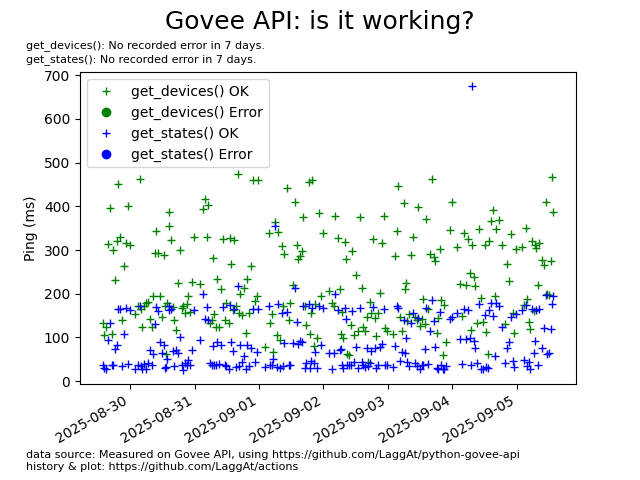 Govee API: is it working?
get_devices(): No recorded error in 7 days.
get_states(): No recorded error in 7 days.
700
600
500
400
300
200
100
0
Ping (ms)
get_devices() OK
get_devices() Error
get_states() OK
get_states() Error
2025-08-30
2025-08-31
2025-09-01
2025-09-02
2025-09-03
2025-09-04
2025-09-05
data source: Measured on Govee API, using https://github.com/LaggAt/python-govee-api
history & plot: https://github.com/LaggAt/actions